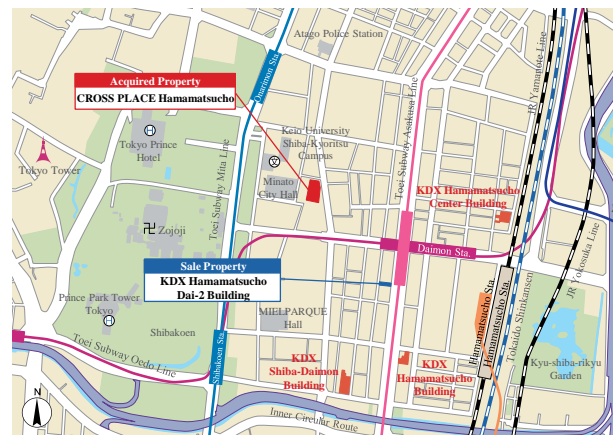 Atago Police Station
Onarimon Sta.
JR Yamanote Line
Acquired Property
CROSS PLACE Hamamatsucho
Toei Subway Asakusa Line
Keio University
Shiba-Kyoritsu
Campus
H
Tokyo Prince
Hotel
Tokyo Tower
Toei Subway Mita Line
Minato
City Hall
KDX Hamamatsucho
Center Building
Zojoji
Daimon Sta.
Sale Property
KDX Hamamatsucho
Dai-2 Building
JR Yokosuka Line
Hamamatsucho Sta.
Hamamatsucho Sta.
Tokaido Shinkansen
Prince Park Tower
Tokyo
H
MIELPARQUE
Hall
Shibakoen
Shibakoen Sta.
Toei Subway Oedo Line
KDX
Shiba-Daimon
Building
KDX
Hamamatsucho
Building
Kyu-shiba-rikyu
Garden
N
Inner Circular Route